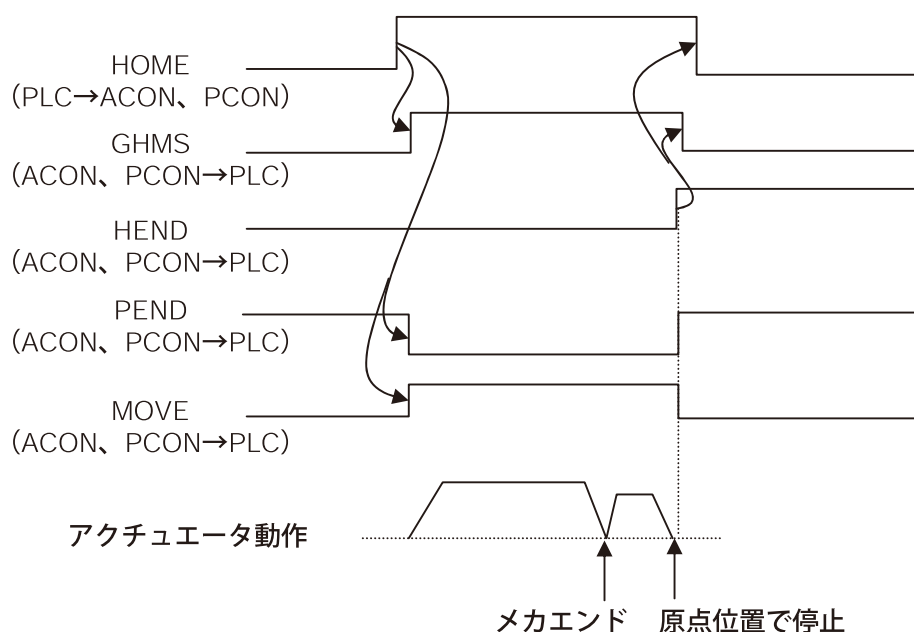 HOME
(PLC→ACON、PCON)
GHMS
(ACON、PCON→PLC)
HEND
(ACON、PCON→PLC)
PEND
(ACON、PCON→PLC)
MOVE
(ACON、PCON→PLC)
アクチュエータ動作
メカエンド
原点位置で停止